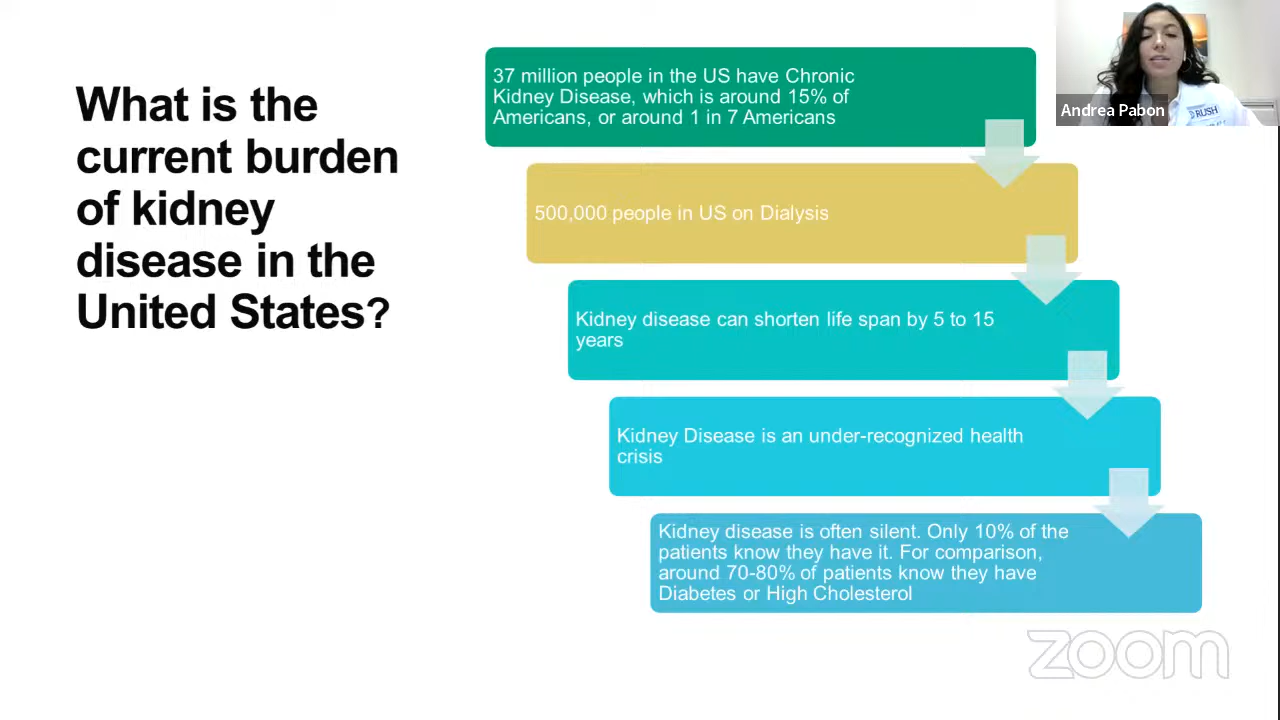 What is the
current burden
of kidney
disease in the
United States?
37 million people in the US have Chronic
Kidney Disease, which is around 15% of
Americans, or around 1 in 7 Americans
500,000 people in US on Dialysis
Kidney disease can shorten life span by 5 to 15
years
Kidney Disease is an under-recognized health
crisis
Kidney disease is often silent. Only 10% of the
patients know they have it. For comparison,
around 70-80% of patients know they have
Diabetes or High Cholesterol
Andrea Pabon
RUSH
zoom